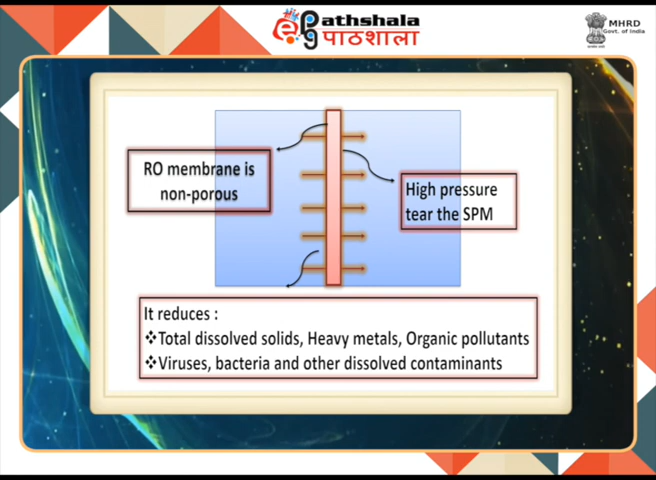 Pathshala
पाठशाला
MHRD
Govt. of India
RO membrane is
non-porous
High pressure
tear the SPM
It reduces :
❖Total dissolved solids, Heavy metals, Organic pollutants
❖Viruses, bacteria and other dissolved contaminants